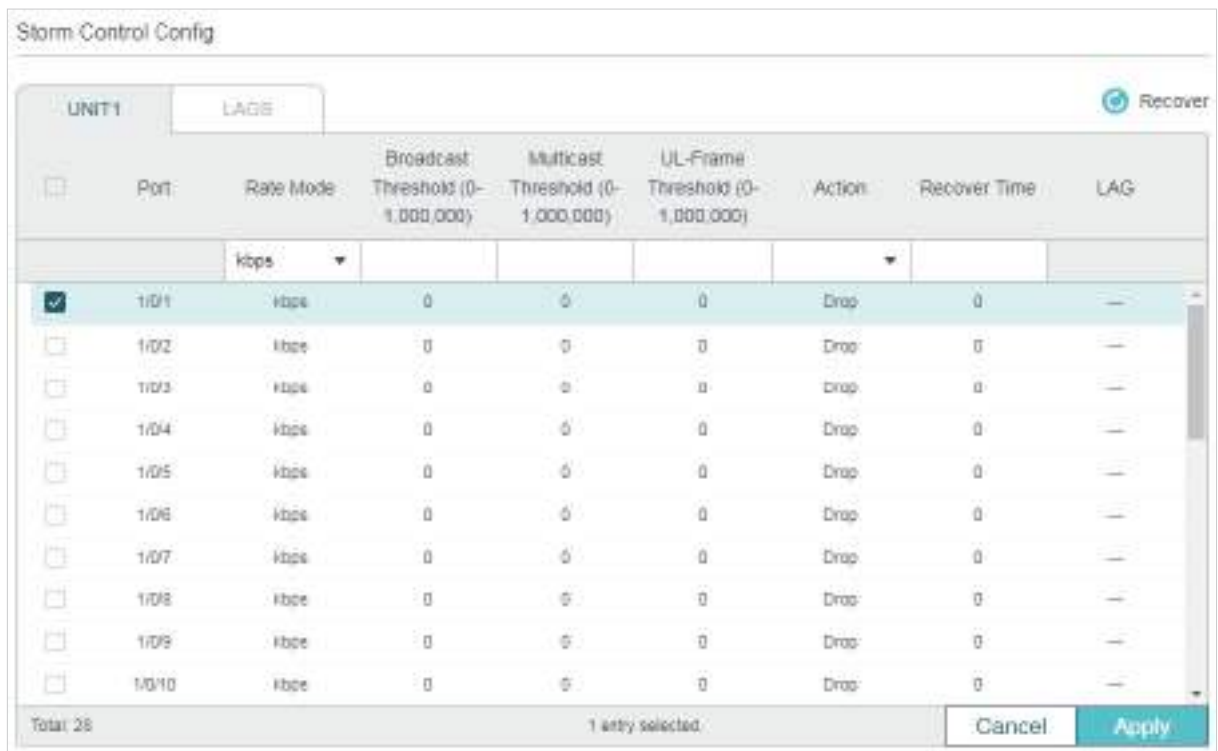 Storm Control Config
UNIT1 LAGS Recover
Port Rate Mode Broadcast Threshold (0-1,000,000) Multicast Threshold (0-1,000,000) UL-Frame Threshold (0-1,000,000) Action Recover Time LAG
kbps
1/0/1 kbps 0 0 0 Drop 0 ---
1/0/2 kbps 0 0 0 Drop 0 ---
1/0/3 kbps 0 0 0 Drop 0 ---
1/0/4 kbps 0 0 0 Drop 0 ---
1/0/5 kbps 0 0 0 Drop 0 ---
1/0/6 kbps 0 0 0 Drop 0 ---
1/0/7 kbps 0 0 0 Drop 0 ---
1/0/8 kbps 0 0 0 Drop 0 ---
1/0/9 kbps 0 0 0 Drop 0 ---
1/0/10 kbps 0 0 0 Drop 0 ---
Total: 28 1 entry selected. Cancel Apply